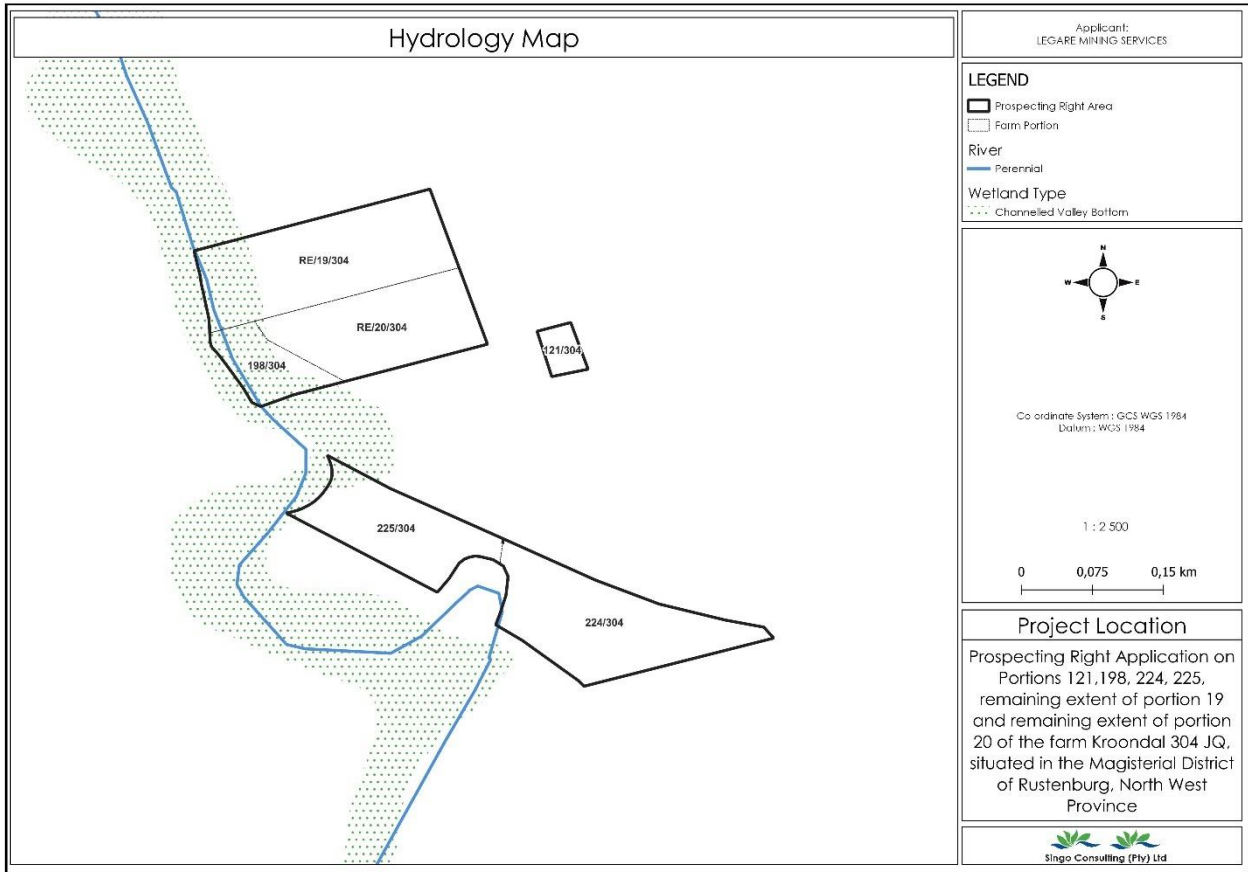 Hydrology Map
RE/19/304
RE/20/304
198/304
121/304
225/304
224/304
Applicant:
LEGARE MINING SERVICES
LEGEND
Prospecting Right Area
Farm Portion
River
Perennial
Wetland Type
Channelled Valley Bottom
N
W
E
S
Co ordinate System : GCS WGS 1984
Datum : WGS 1984
1 : 2 500
0 0,075 0,15 km
Project Location
Prospecting Right Application on
Portions 121,198, 224, 225,
remaining extent of portion 19
and remaining extent of portion
20 of the farm Kroondal 304 JQ,
situated in the Magisterial District
of Rustenburg, North West
Province
Singo Consulting (Pty) Ltd